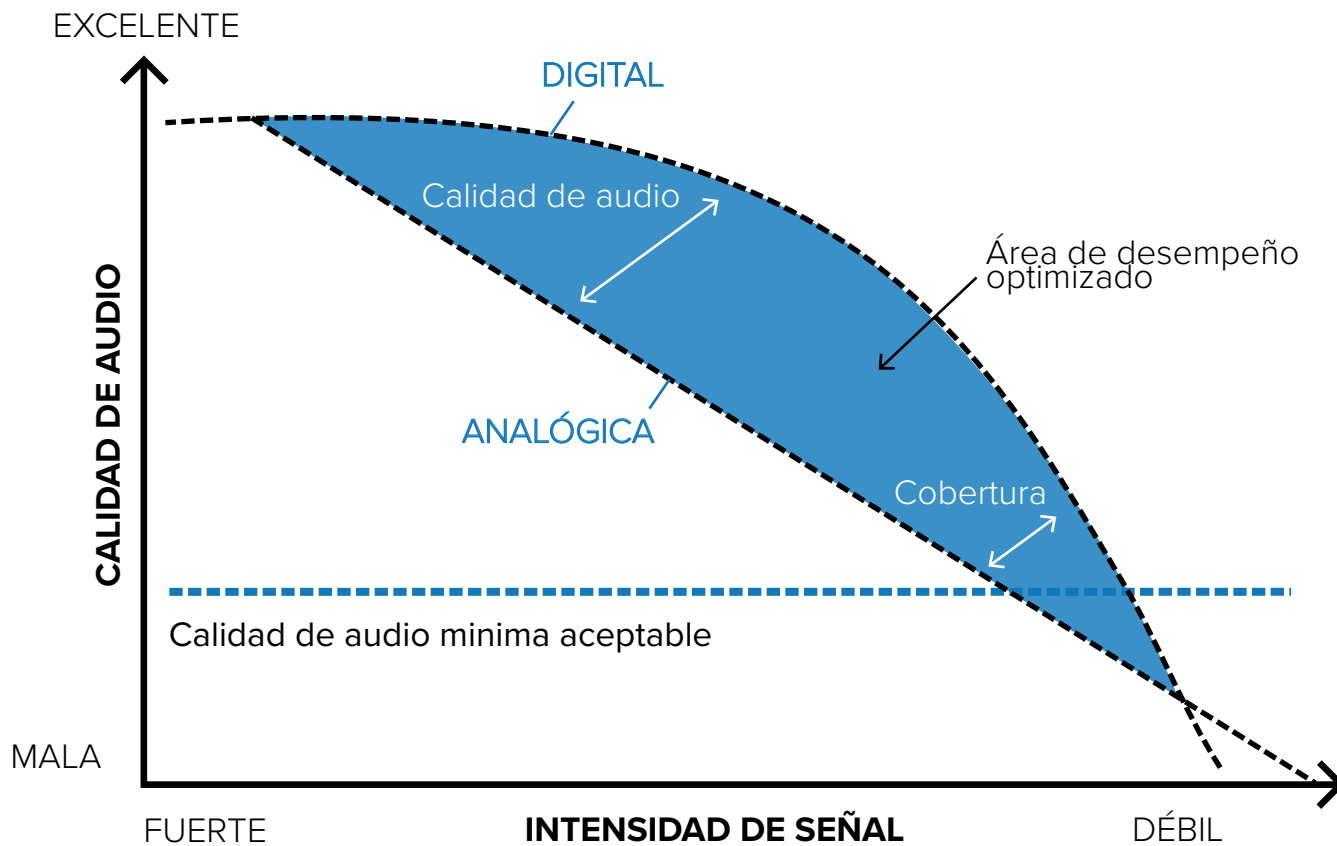 EXCELENTE
DIGITAL
Calidad de audio
Área de desempeño
optimizado
CALIDAD DE AUDIO
ANALÓGICA
Cobertura
Calidad de audio minima aceptable
MALA
FUERTE
INTENSIDAD DE SEÑAL
DÉBIL